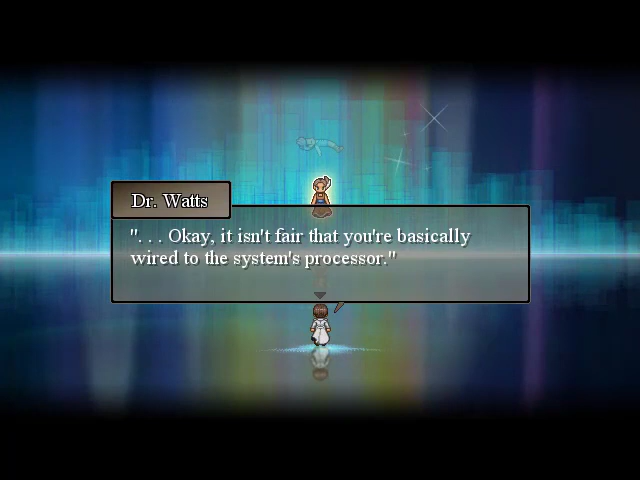 Dr. Watts
". . . Okay, it isn't fair that you're basically
wired to the system's processor."